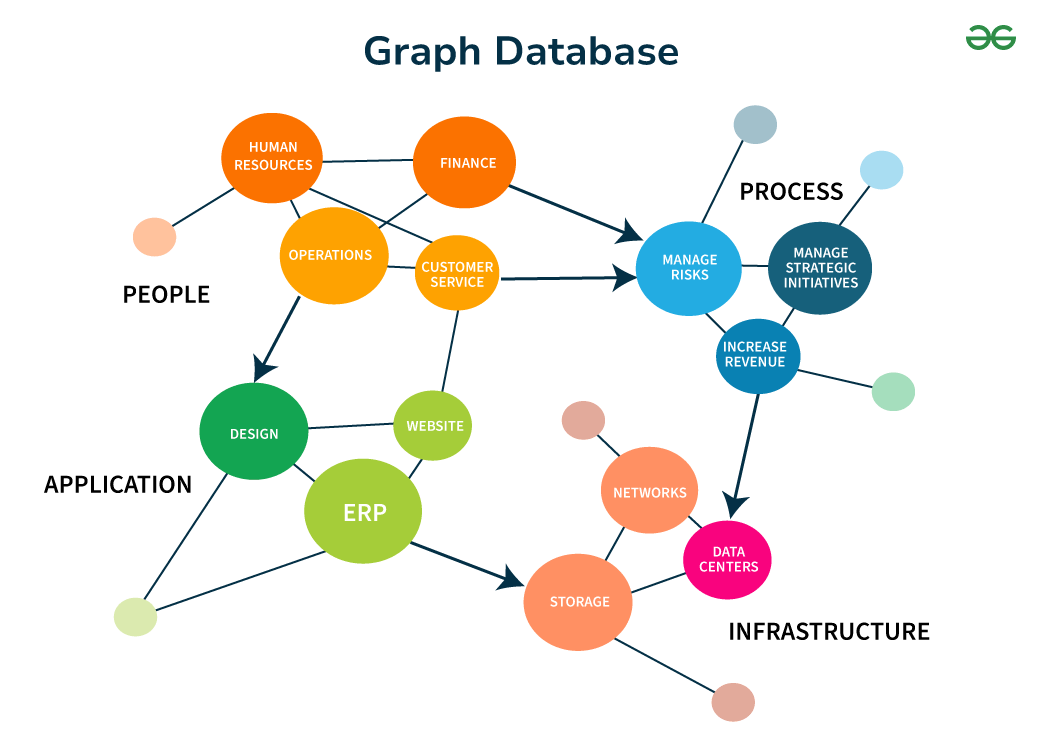 Graph Database
HUMAN
RESOURCES
FINANCE
PROCESS
OPERATIONS
CUSTOMER
SERVICE
MANAGE
RISKS
MANAGE
STRATEGIC
INITIATIVES
PEOPLE
INCREASE
REVENUE
DESIGN
WEBSITE
APPLICATION
ERP
NETWORKS
DATA
CENTERS
STORAGE
INFRASTRUCTURE